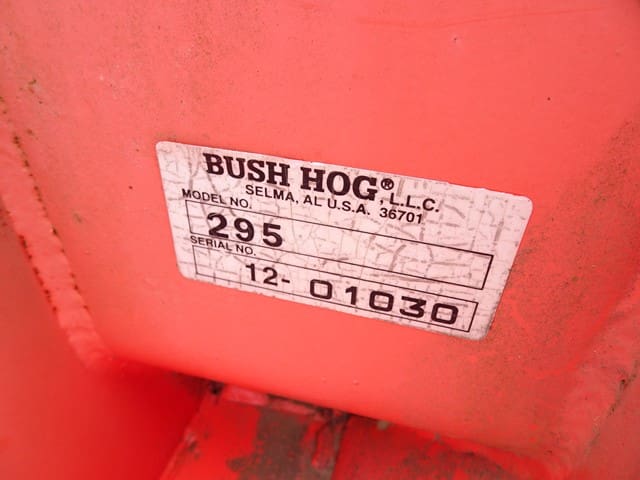 BUSH HOG®, L.L.C.
SELMA, AL U.S.A. 36701
MODEL NO.
295
SERIAL NO.
12- 01030